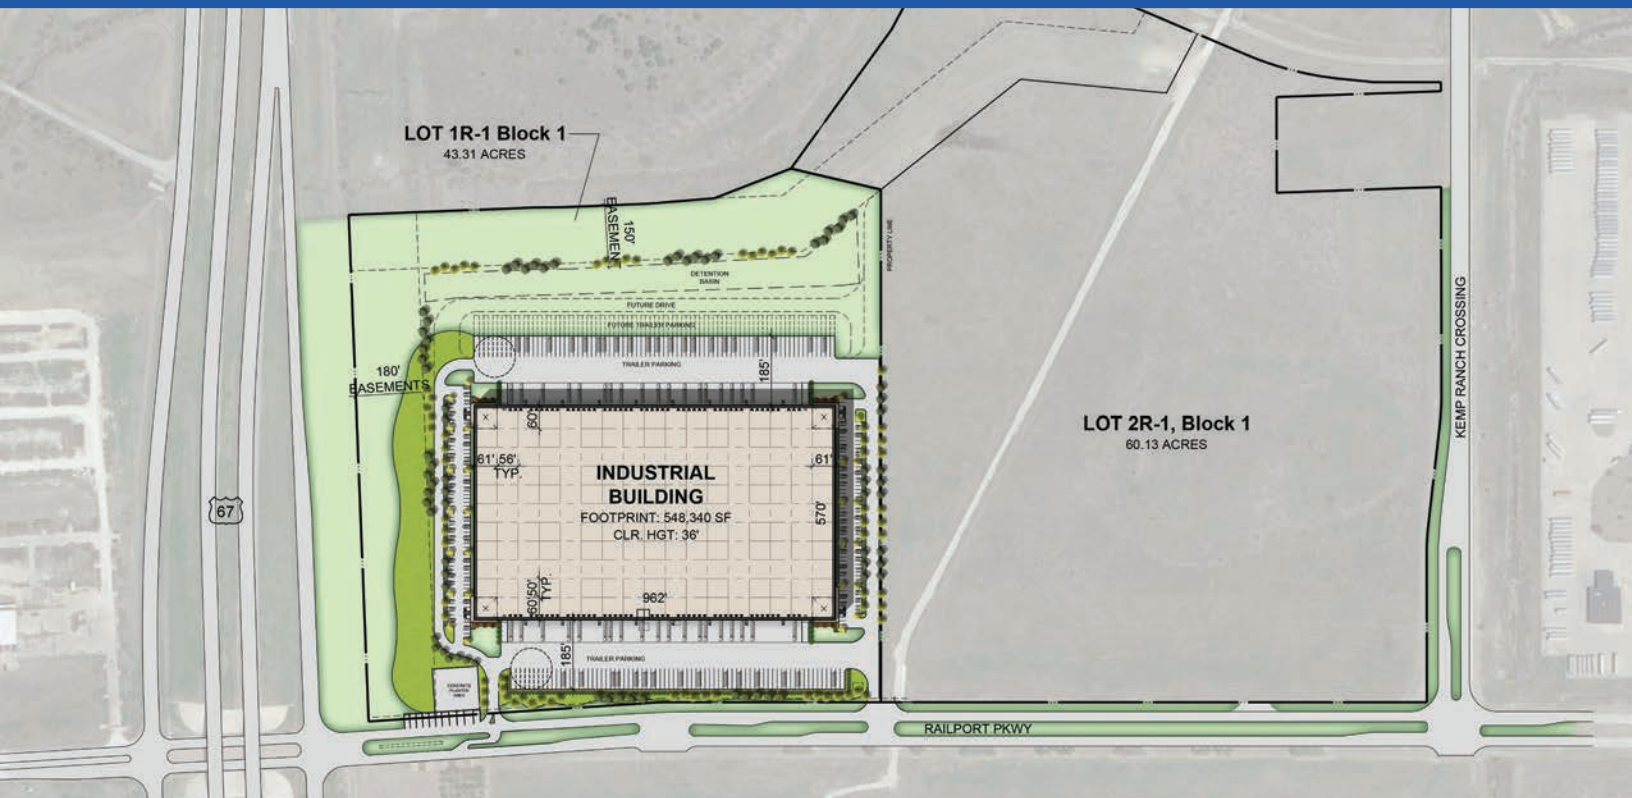 LOT 1R-1 Block 1
43.31 ACRES
150'
EASEMENT
PROPERTY LINE
DETENTION
BASIN
FUTURE DRIVE
FUTURE TRAILER PARKING
TRAILER PARKING
185'
180'
EASEMENTS
60'
61' 56'
TYP.
61'
INDUSTRIAL
BUILDING
FOOTPRINT: 548,340 SF
CLR. HGT: 36'
570'
60' 50'
TYP.
962'
185'
TRAILER PARKING
67
LOT 2R-1, Block 1
60.13 ACRES
KEMP RANCH CROSSING
RAILPORT PKWY